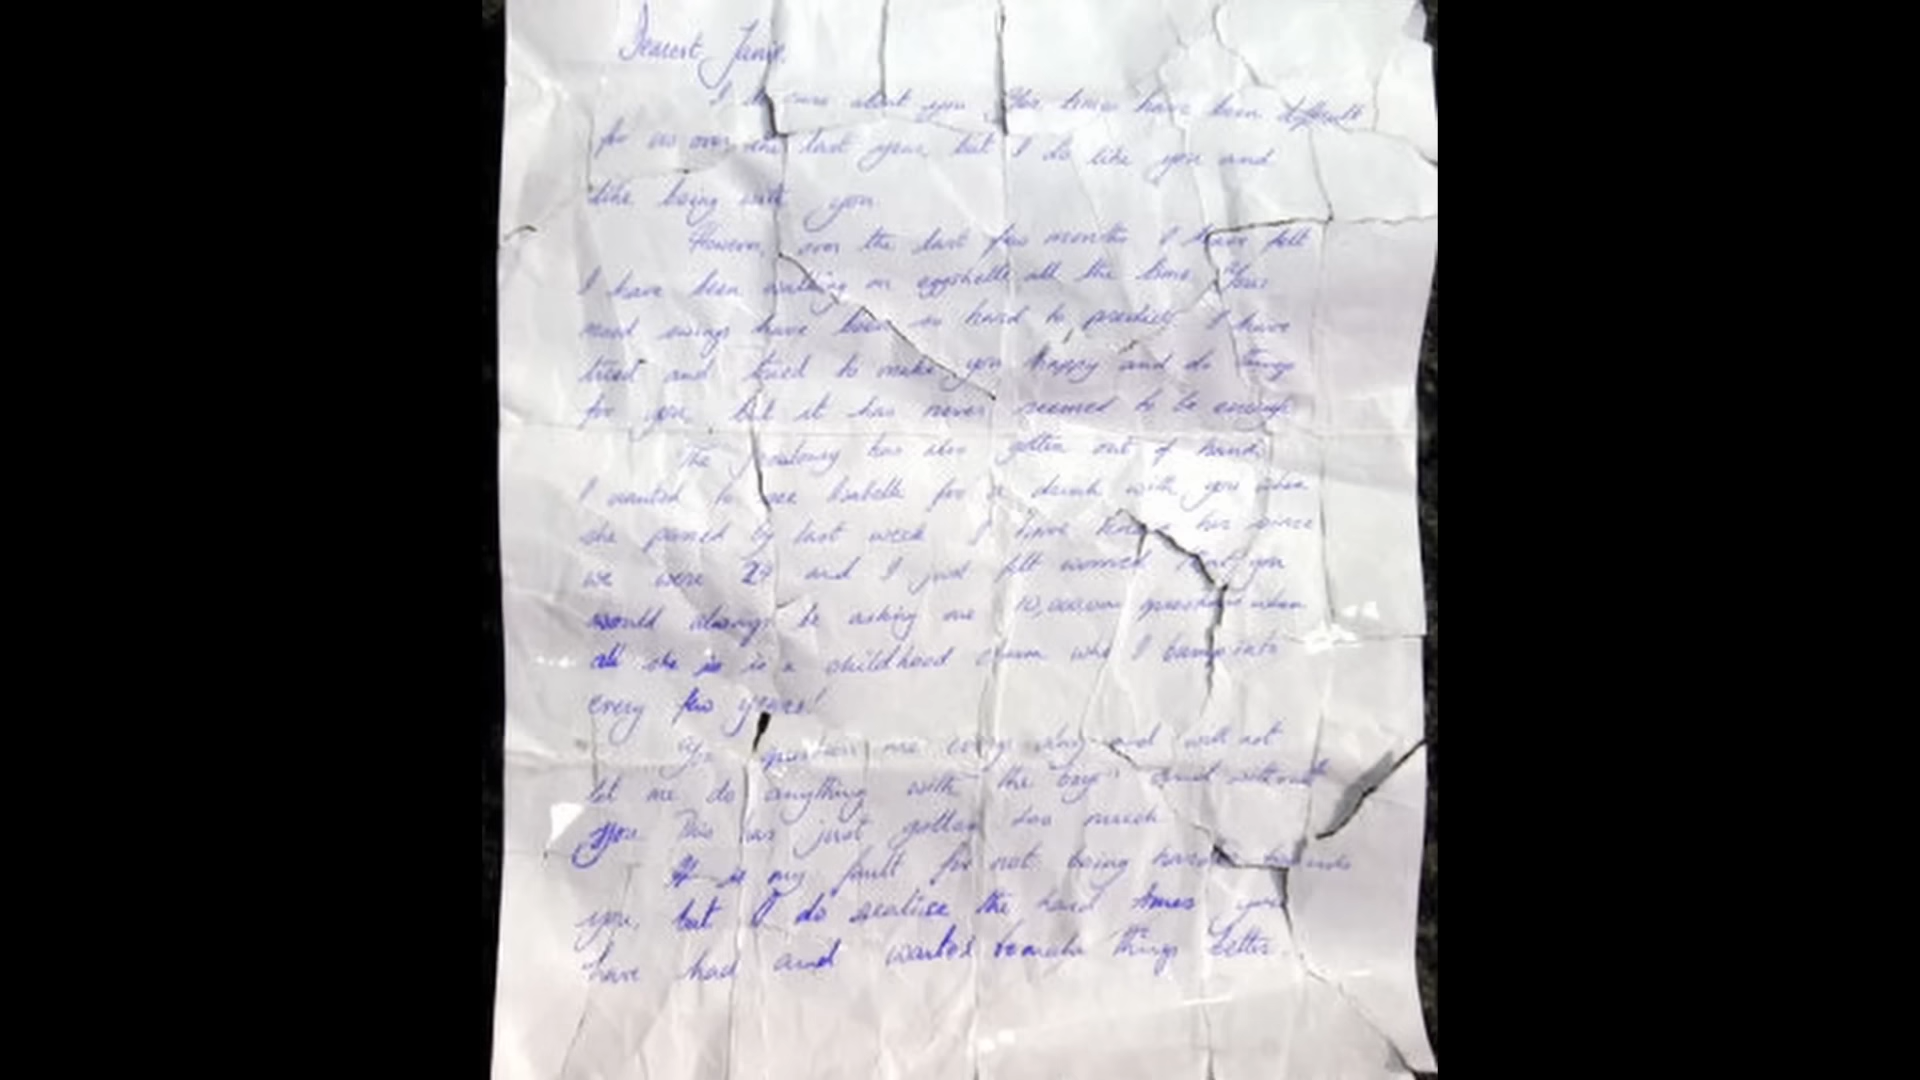 Dearest Janie,
I do care about you. Yes times have been difficult
for us over the last year, but I do like you and
like being with you.
However, over the last few months I have felt
I have been walking on eggshells all the time. Your
mood swings have been so hard to predict. I have
tried and tried to make you happy and do things
for you, but it has never seemed to be enough
The jealousy has also gotten out of hand.
I wanted to see Isabelle for a drink with you when
she passed by last week. I have known her since
we were and I just felt worried that you
would always be asking me questions when
all she is is a childhood who I bump into
every few years!
You question me every day and will not
let me do anything with the boys and without
you. This has just gotten too much
It is my fault for not being harder towards
you, but I do realise the hard times you
have had and wanted to make things better.